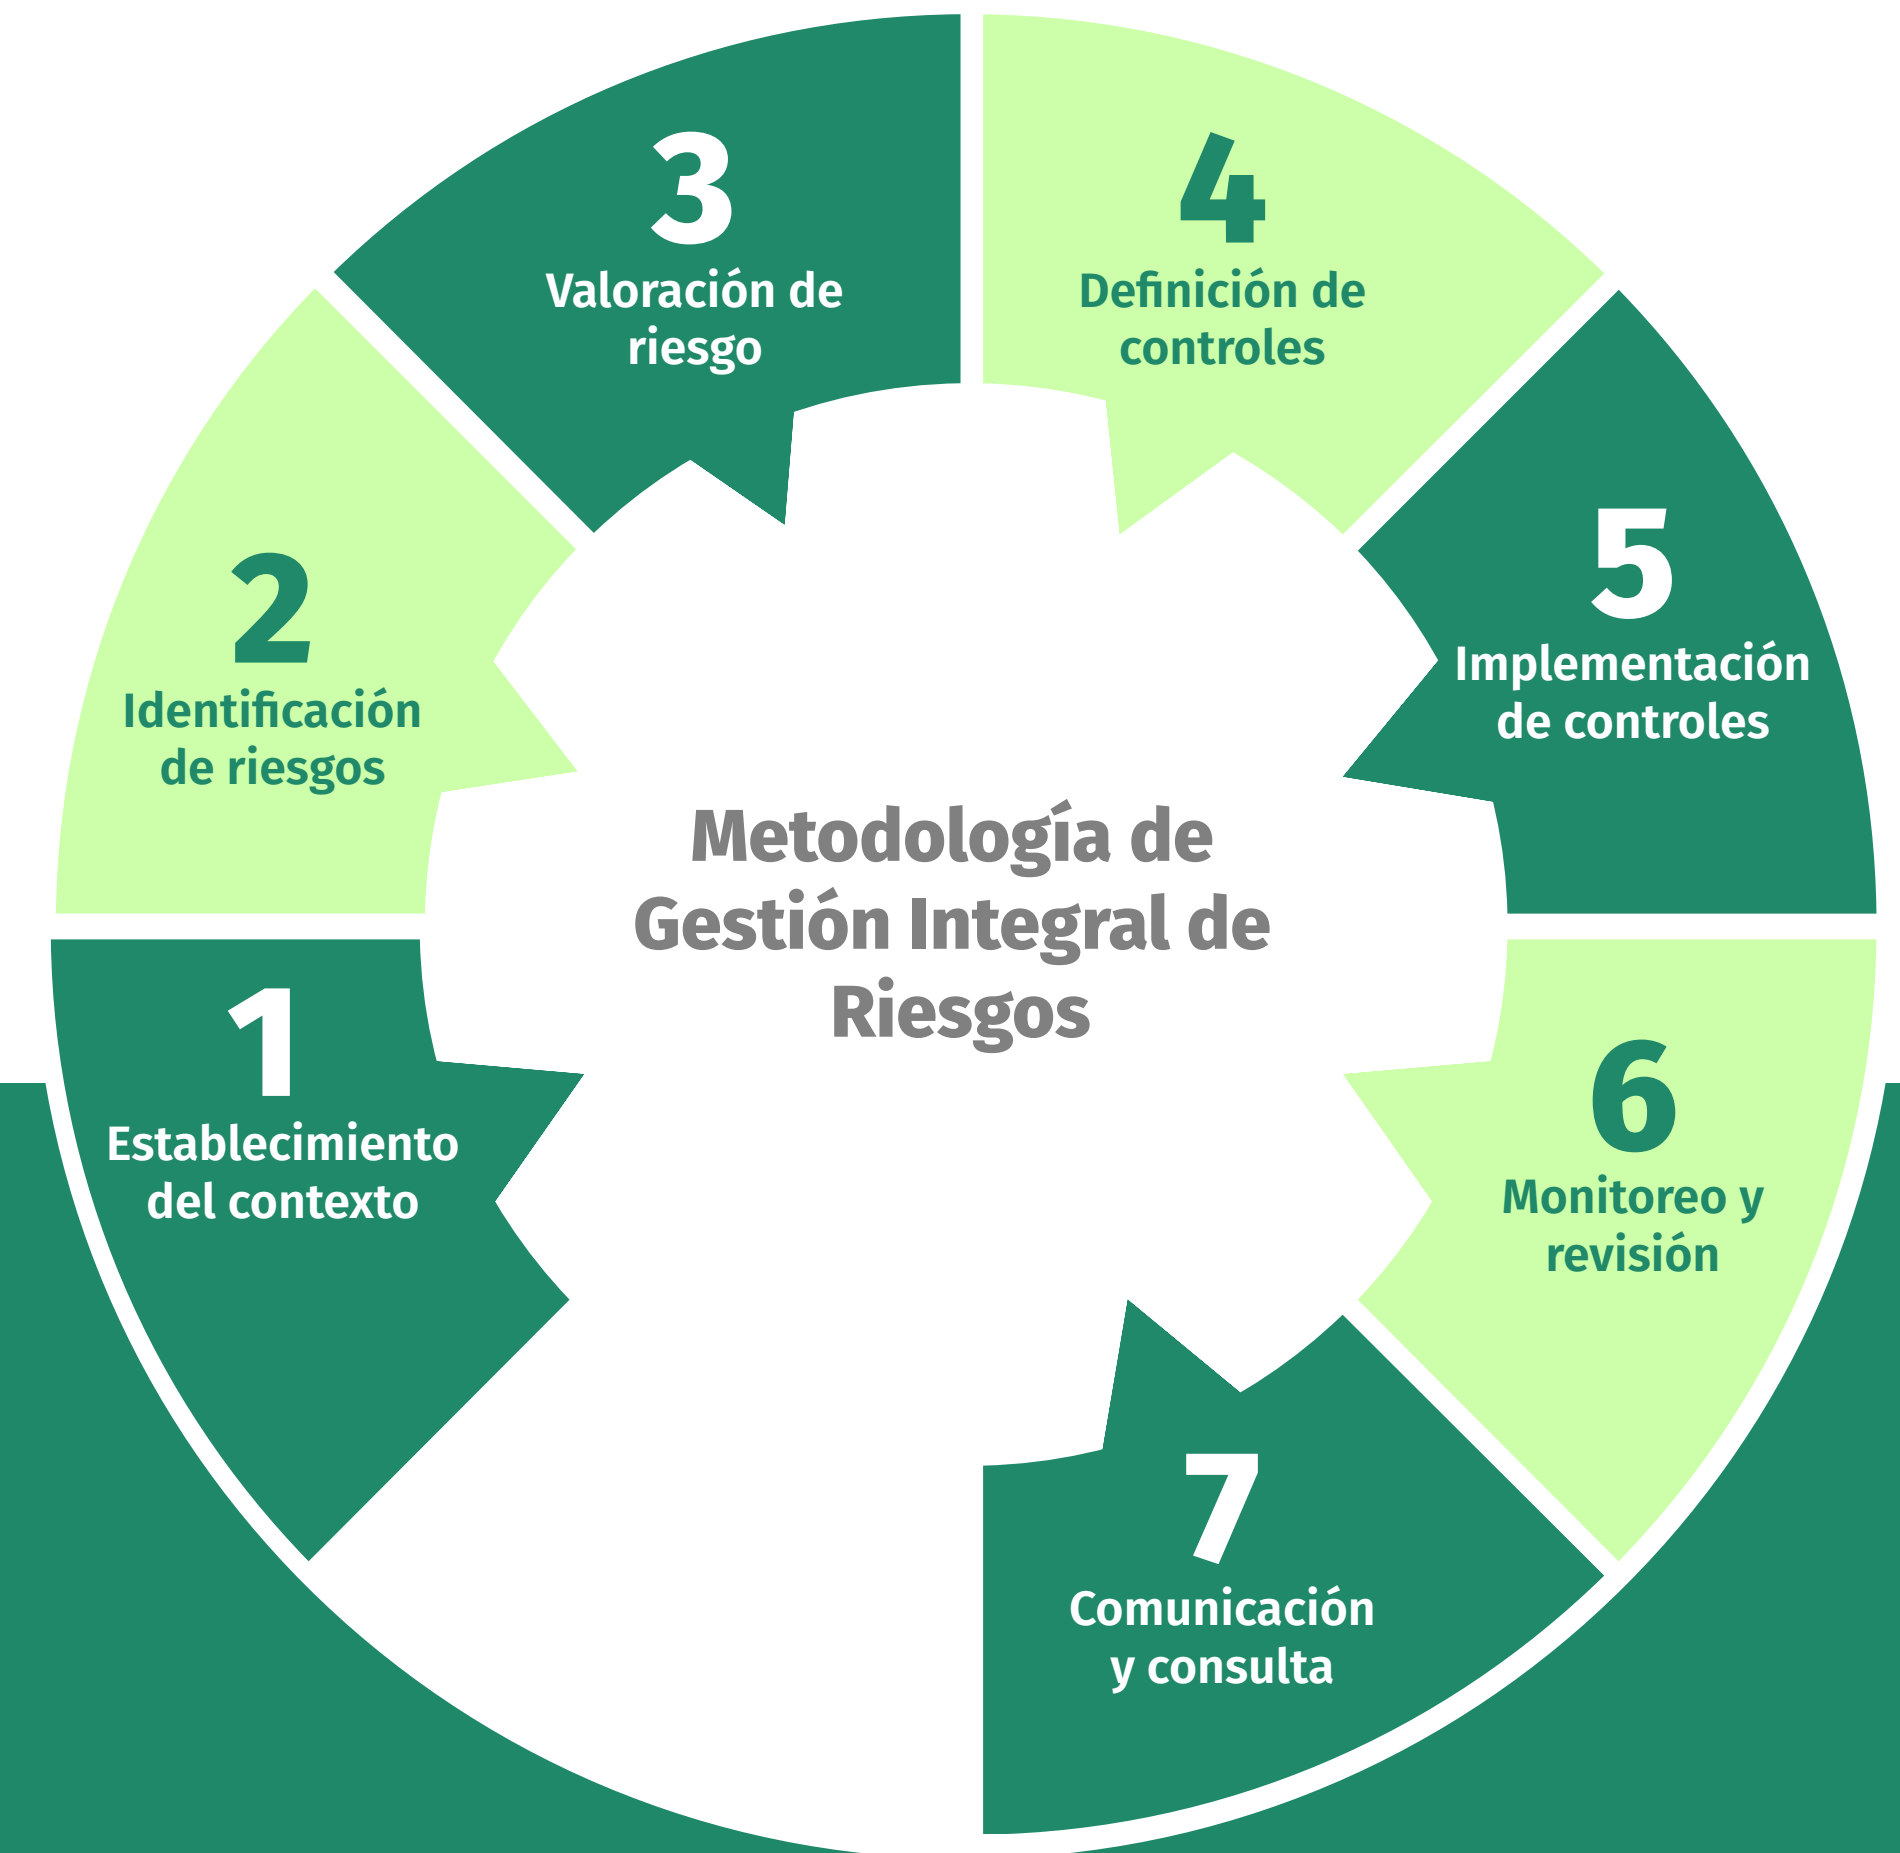 Metodología de
Gestión Integral de
Riesgos
1
Establecimiento
del contexto
2
Identificación
de riesgos
3
Valoración de
riesgo
4
Definición de
controles
5
Implementación
de controles
6
Monitoreo y
revisión
7
Comunicación
y consulta